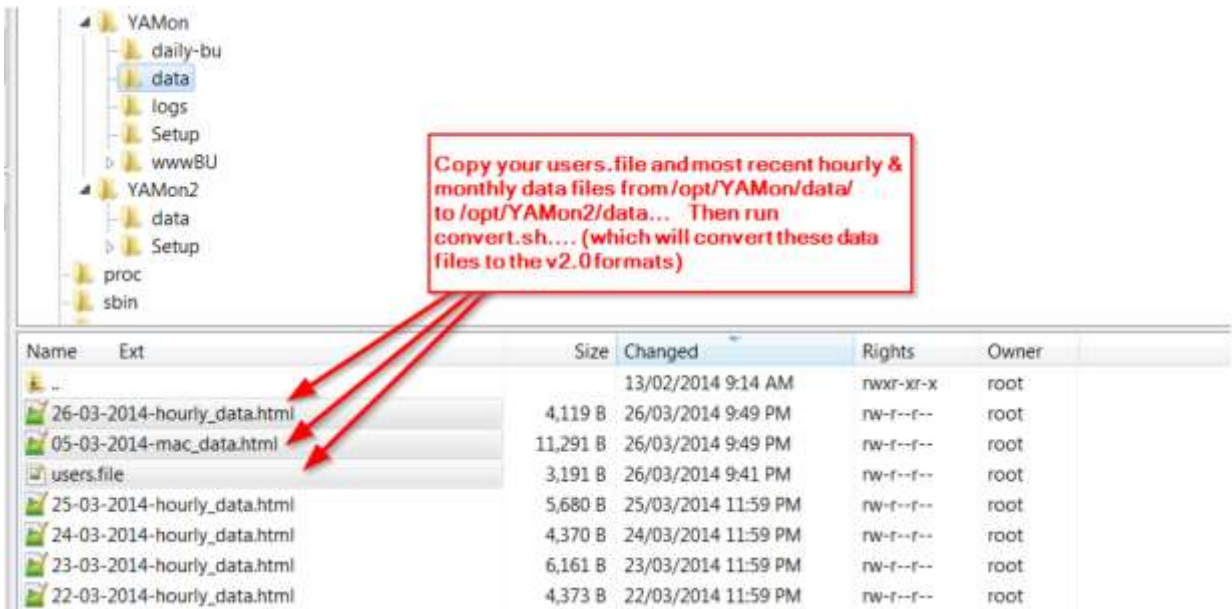 YAMon
daily-bu
data
logs
Setup
wwwBU
YAMon2
data
Setup
proc
sbin
Copy your users.file and most recent hourly &
monthly data files from /opt/YAMon/data/
to /opt/YAMon2/data... Then run
convert.sh.... (which will convert these data
files to the v2.0 formats)
Name Ext Size Changed Rights Owner
.. 13/02/2014 9:14 AM rwxr-xr-x root
26-03-2014-hourly_data.html 4,119 B 26/03/2014 9:49 PM rw-r--r-- root
05-03-2014-mac_data.html 11,291 B 26/03/2014 9:49 PM rw-r--r-- root
users.file 3,191 B 26/03/2014 9:41 PM rw-r--r-- root
25-03-2014-hourly_data.html 5,680 B 25/03/2014 11:59 PM rw-r--r-- root
24-03-2014-hourly_data.html 4,370 B 24/03/2014 11:59 PM rw-r--r-- root
23-03-2014-hourly_data.html 6,161 B 23/03/2014 11:59 PM rw-r--r-- root
22-03-2014-hourly_data.html 4,373 B 22/03/2014 11:59 PM rw-r--r-- root